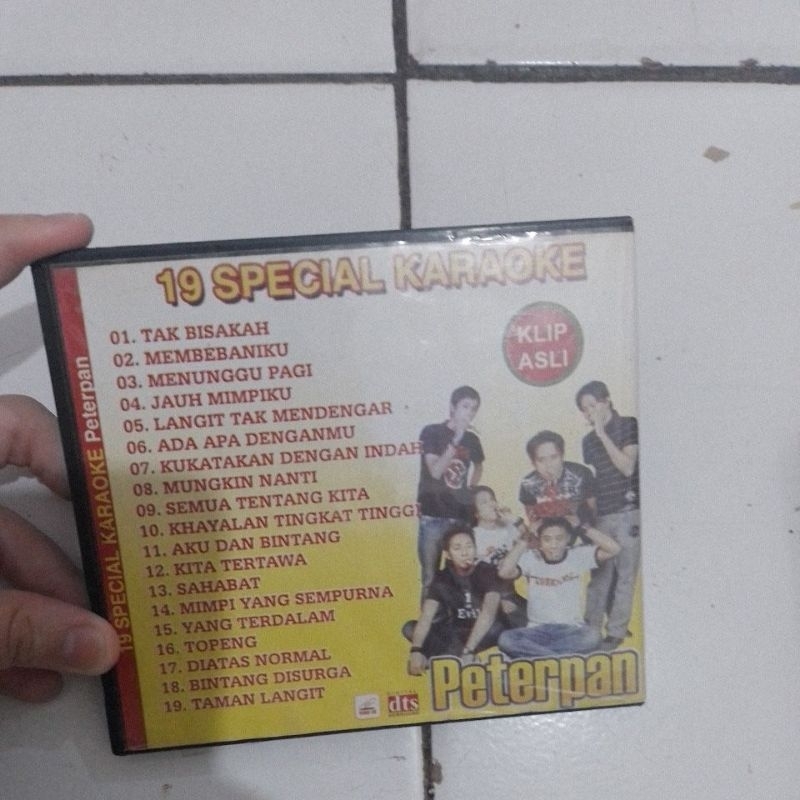 19 SPECIAL KARAOKE
01. TAK BISAKAH
02. MEMBEBANIKU
03. MENUNGGU PAGI
04. JAUH MIMPIKU
05. LANGIT TAK MENDENGAR
06. ADA APA DENGANMU
07. KUKATAKAN DENGAN INDAH
08. MUNGKIN NANTI
09. SEMUA TENTANG KITA
10. KHAYALAN TINGKAT TINGGI
11. AKU DAN BINTANG
12. KITA TERTAWA
13. SAHABAT
14. MIMPI YANG SEMPURNA
15. YANG TERDALAM
16. TOPENG
17. DIATAS NORMAL
18. BINTANG DISURGA
19. TAMAN LANGIT
KLIP
ASLI
Peterpan
dts
19 SPECIAL KARAOKE Peterpan